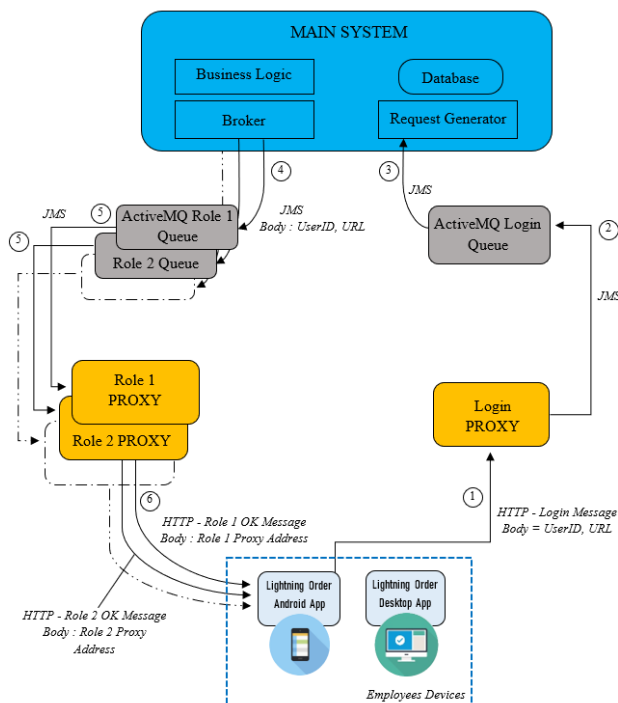 MAIN SYSTEM
Business Logic
Database
Broker
Request Generator
4
3
JMS
5
JMS
ActiveMQ Role 1
Queue
JMS
Body : UserID, URL
ActiveMQ Login
Queue
2
5
Role 2 Queue
JMS
Role 1
PROXY
Role 2 PROXY
Login
PROXY
6
1
HTTP - Role 1 OK Message
Body : Role 1 Proxy Address
HTTP - Login Message
Body = UserID, URL
HTTP - Role 2 OK Message
Body : Role 2 Proxy
Address
Lightning Order
Android App
Lightning Order
Desktop App
Employees Devices